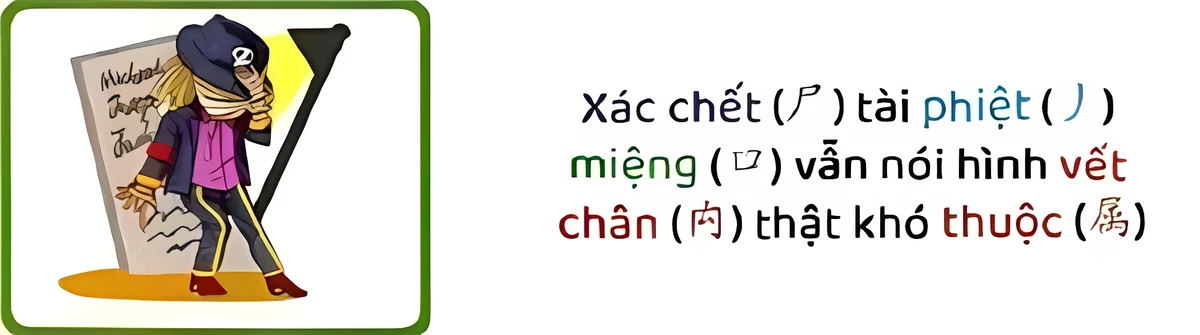 Xác chết (尸) tài phiệt (丿)
miệng (口) vẫn nói hình vết
chân (禸) thật khó thuộc (属)